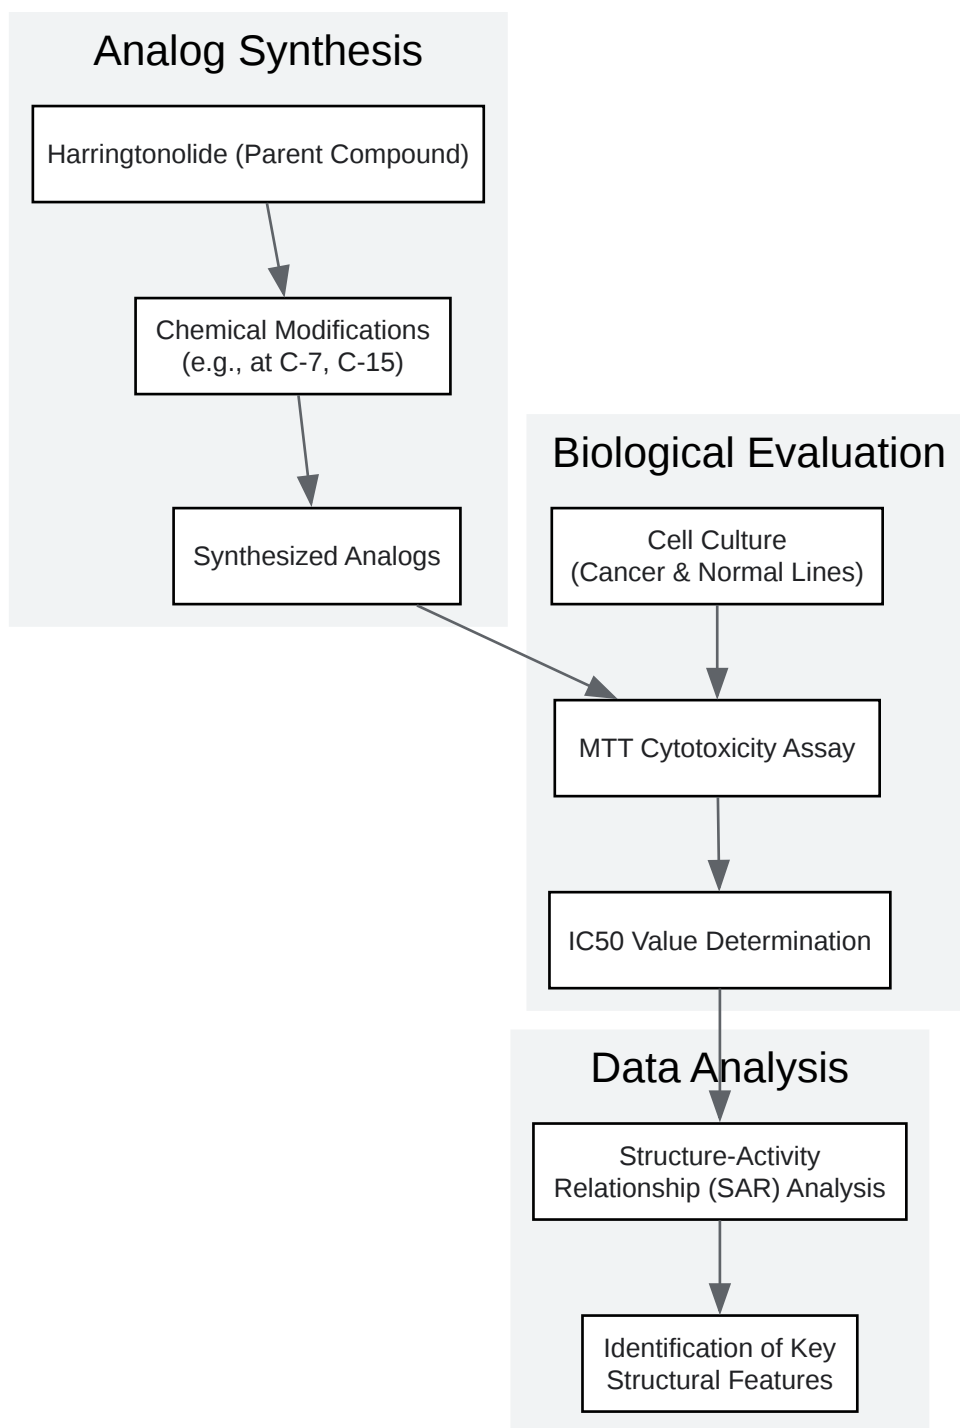 Analog Synthesis
Harringtonolide (Parent Compound)
Chemical Modifications
(e.g., at C-7, C-15)
Synthesized Analogs
Biological Evaluation
Cell Culture
(Cancer & Normal Lines)
MTT Cytotoxicity Assay
IC50 Value Determination
Data Analysis
Structure-Activity
Relationship (SAR) Analysis
Identification of Key
Structural Features